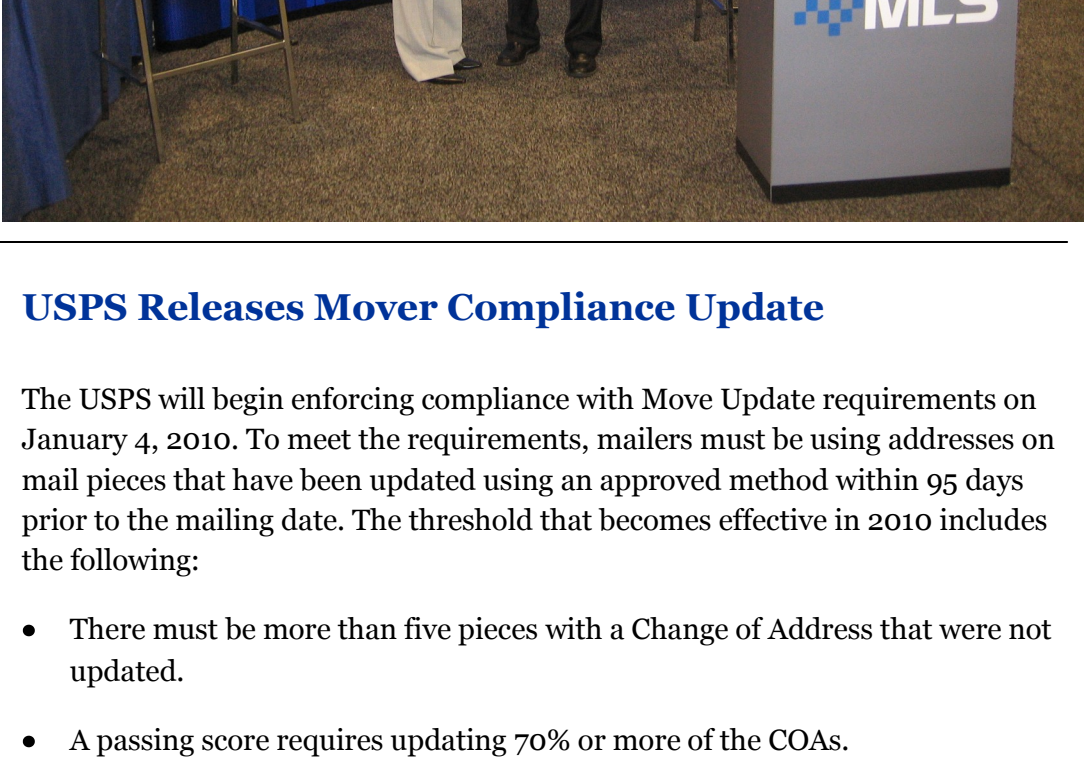 MLS
USPS Releases Mover Compliance Update
The USPS will begin enforcing compliance with Move Update requirements on
January 4, 2010. To meet the requirements, mailers must be using addresses on
mail pieces that have been updated using an approved method within 95 days
prior to the mailing date. The threshold that becomes effective in 2010 includes
the following:
• There must be more than five pieces with a Change of Address that were not
updated.
• A passing score requires updating 70% or more of the COAs.